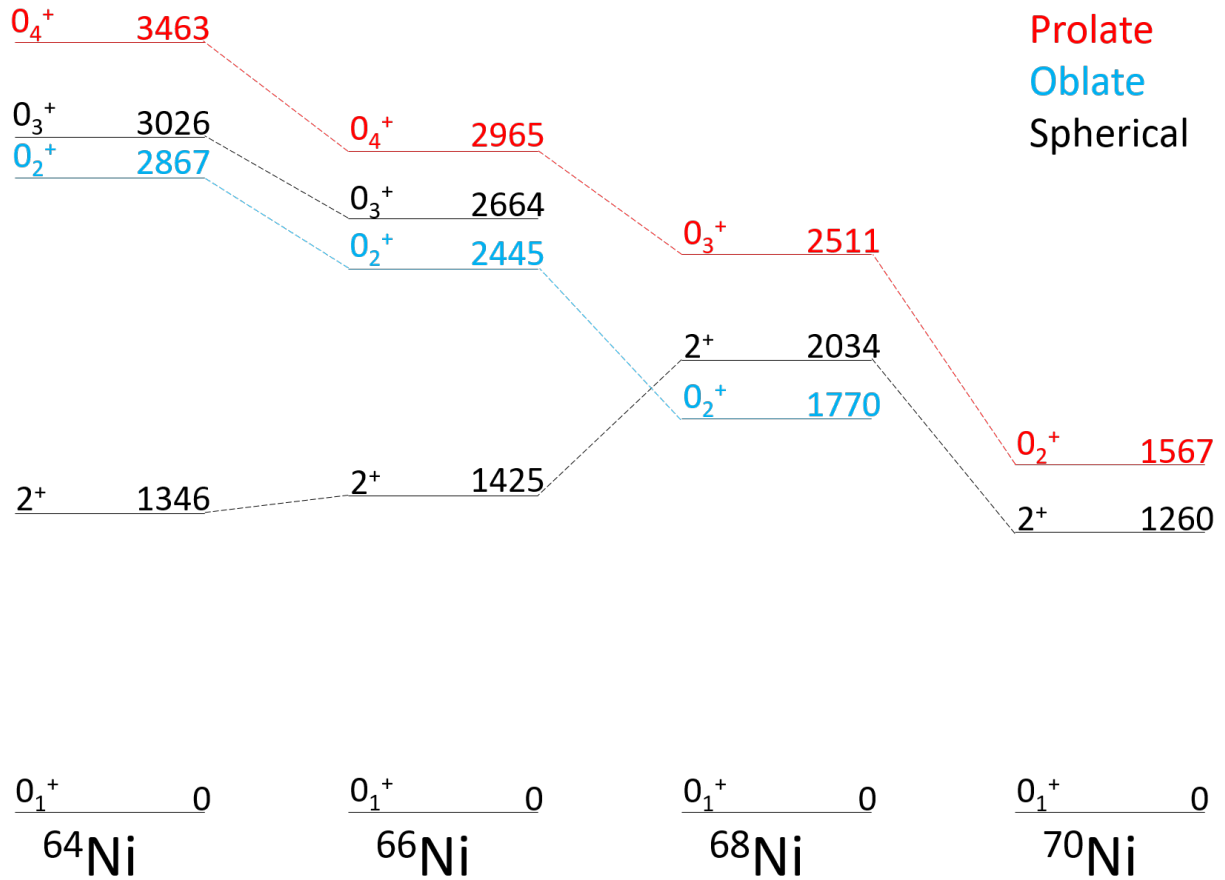 0₄⁺ 3463
0₃⁺ 3026
0₂⁺ 2867
2⁺ 1346
0₁⁺ 0
⁶⁴Ni
0₄⁺ 2965
0₃⁺ 2664
0₂⁺ 2445
2⁺ 1425
0₁⁺ 0
⁶⁶Ni
0₃⁺ 2511
2⁺ 2034
0₂⁺ 1770
0₁⁺ 0
⁶⁸Ni
0₂⁺ 1567
2⁺ 1260
0₁⁺ 0
⁷⁰Ni
Prolate
Oblate
Spherical